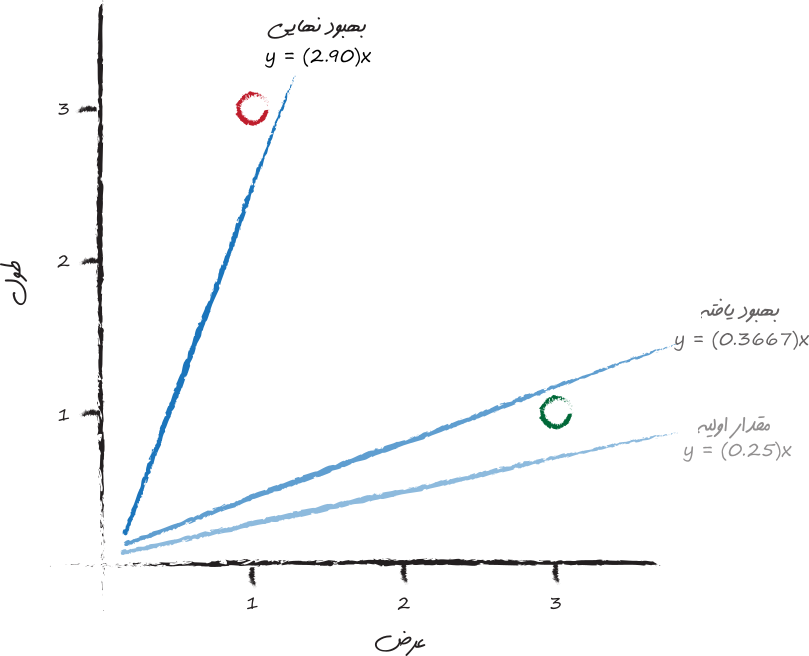 بهبود نهایی
y = (2.90)x
3
2
1
طول
بهبود یافته
y = (0.3667)x
مقدار اولیه
y = (0.25)x
1
2
3
عرض